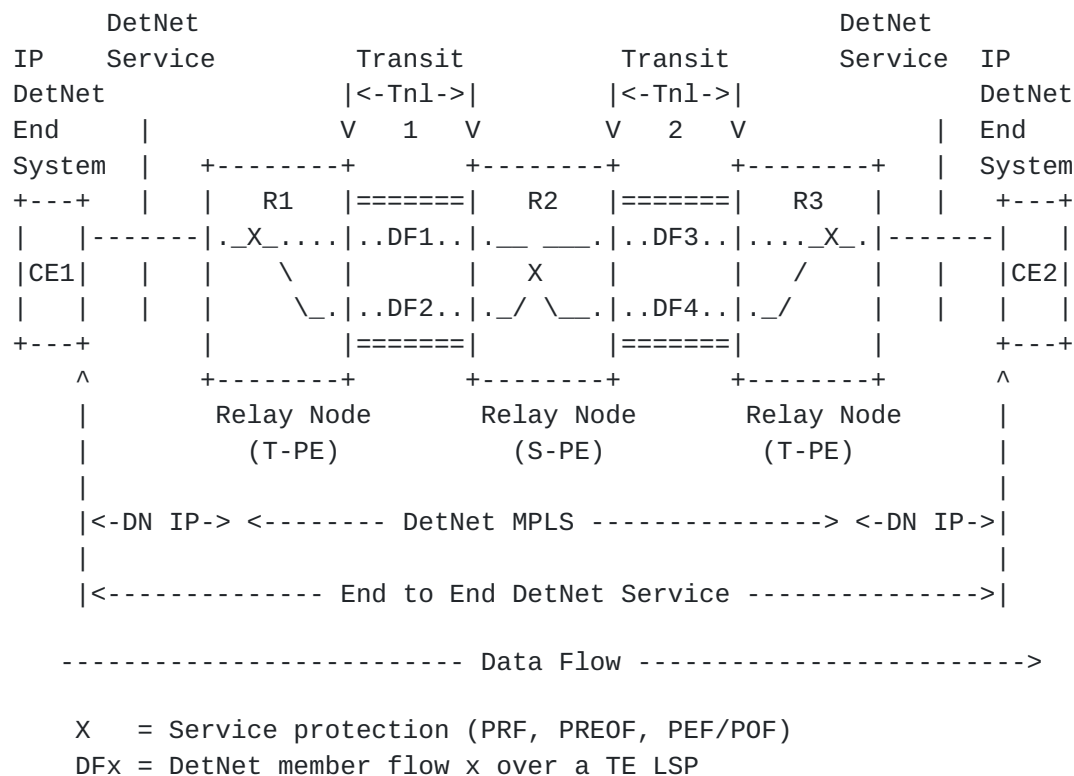 DetNet                                         DetNet
IP    Service         Transit          Transit       Service  IP
DetNet               |<-Tnl->|        |<-Tnl->|               DetNet
End     |            V   1   V        V   2   V            |  End
System  |   +--------+       +--------+       +--------+   |  System
+---+   |   |   R1   |=======|   R2   |=======|   R3   |   |   +---+
|   |-------|._X_....|..DF1..|.__ ___.|..DF3..|...._X_.|-------|   |
|CE1|   |   |    \   |       |   X    |       |   /    |   |   |CE2|
|   |   |   |     \_.|..DF2..|._/ \__.|..DF4..|._/     |   |   |   |
+---+       |        |=======|        |=======|        |       +---+
    ^       +--------+       +--------+       +--------+       ^
    |        Relay Node       Relay Node       Relay Node      |
    |          (T-PE)           (S-PE)           (T-PE)        |
    |                                                          |
    |<-DN IP-> <-------- DetNet MPLS ---------------> <-DN IP->|
    |                                                          |
    |<-------------- End to End DetNet Service --------------->|

   -------------------------- Data Flow ------------------------->

    X   = Service protection (PRF, PREOF, PEF/POF)
    DFx = DetNet member flow x over a TE LSP